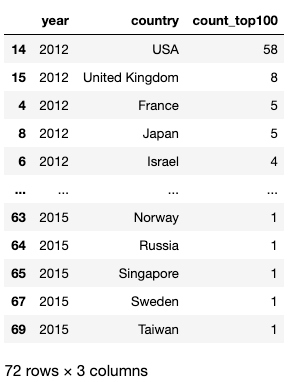 year country count_top100
14 2012 USA 58
15 2012 United Kingdom 8
4 2012 France 5
8 2012 Japan 5
6 2012 Israel 4
... ... ... ...
63 2015 Norway 1
64 2015 Russia 1
65 2015 Singapore 1
67 2015 Sweden 1
69 2015 Taiwan 1
72 rows × 3 columns